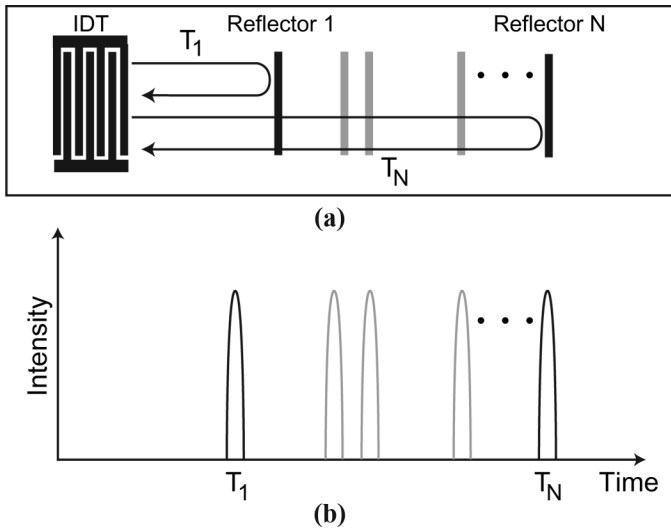 IDT
Reflector 1
Reflector N
T1
• • •
TN
(a)
Intensity
• • •
T1
TN
Time
(b)